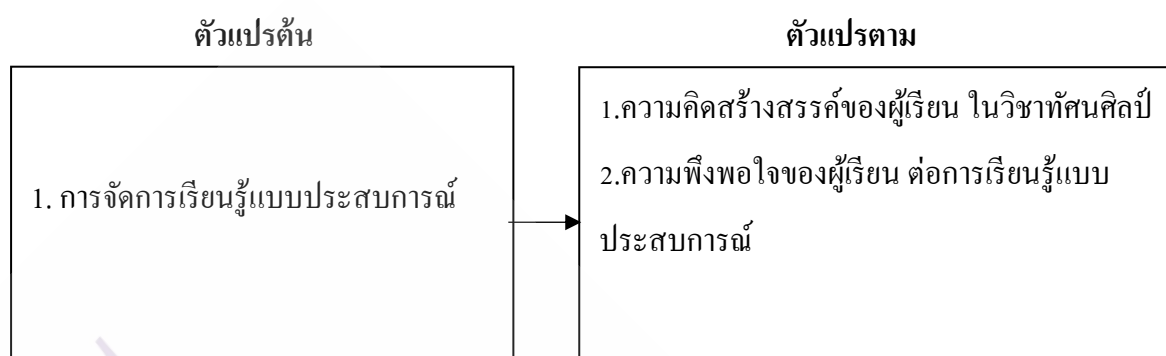 ตัวแปรต้น
ตัวแปรตาม
1. การจัดการเรียนรู้แบบประสบการณ์
1.ความคิดสร้างสรรค์ของผู้เรียน ในวิชาทัศนศิลป์
2.ความพึงพอใจของผู้เรียน ต่อการเรียนรู้แบบ
ประสบการณ์